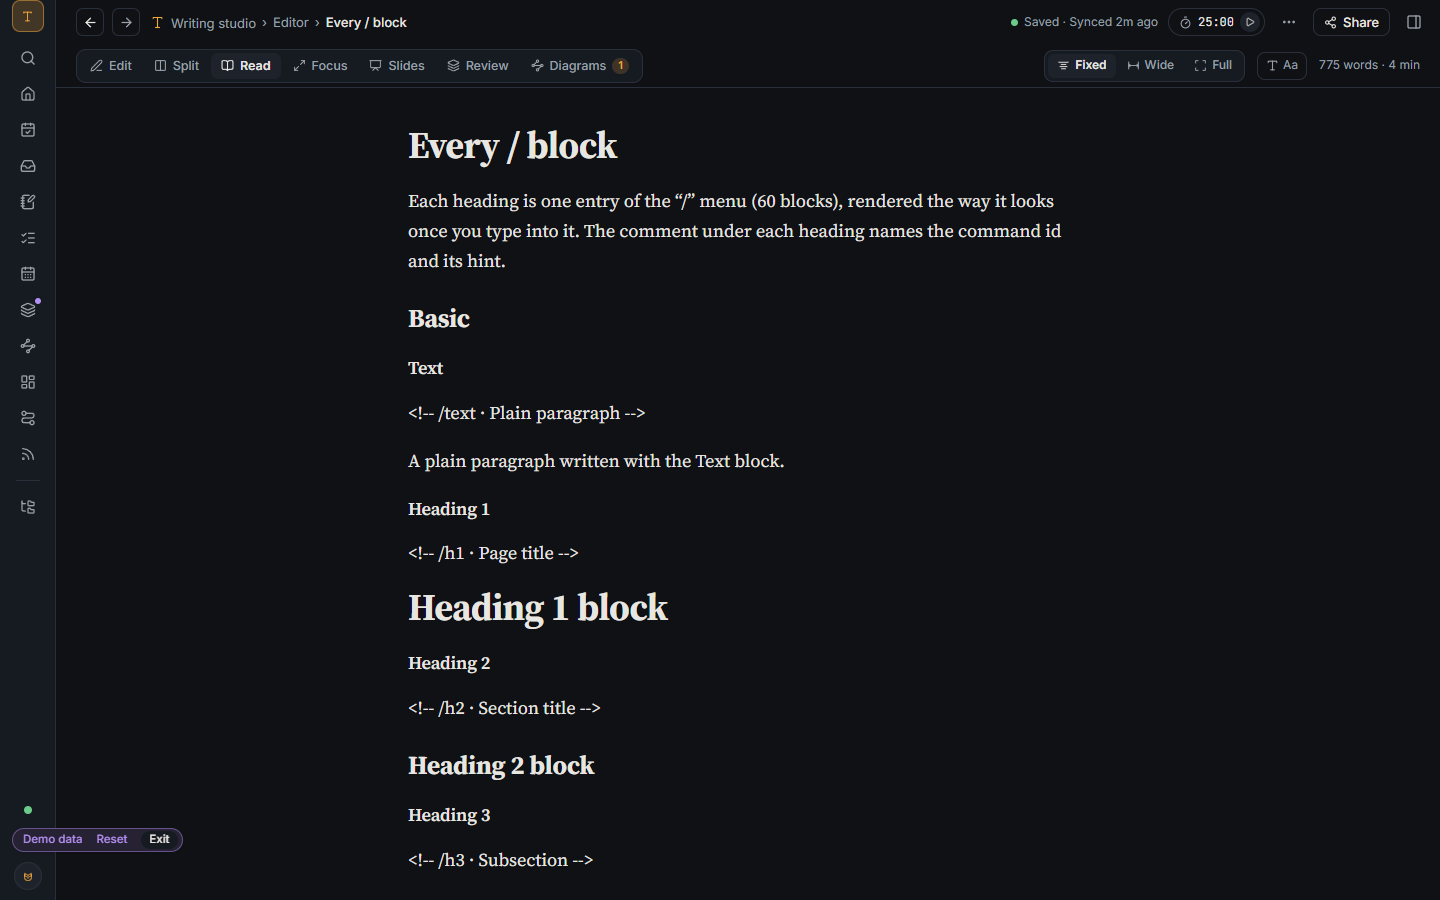 T
Writing studio › Editor › Every / block
Saved · Synced 2m ago
25:00
Share
Edit
Split
Read
Focus
Slides
Review
Diagrams 1
Fixed
Wide
Full
Aa
775 words · 4 min
Every / block
Each heading is one entry of the “/” menu (60 blocks), rendered the way it looks
once you type into it. The comment under each heading names the command id
and its hint.
Basic
Text
<!-- /text · Plain paragraph -->
A plain paragraph written with the Text block.
Heading 1
<!-- /h1 · Page title -->
Heading 1 block
Heading 2
<!-- /h2 · Section title -->
Heading 2 block
Heading 3
<!-- /h3 · Subsection -->
Demo data
Reset
Exit